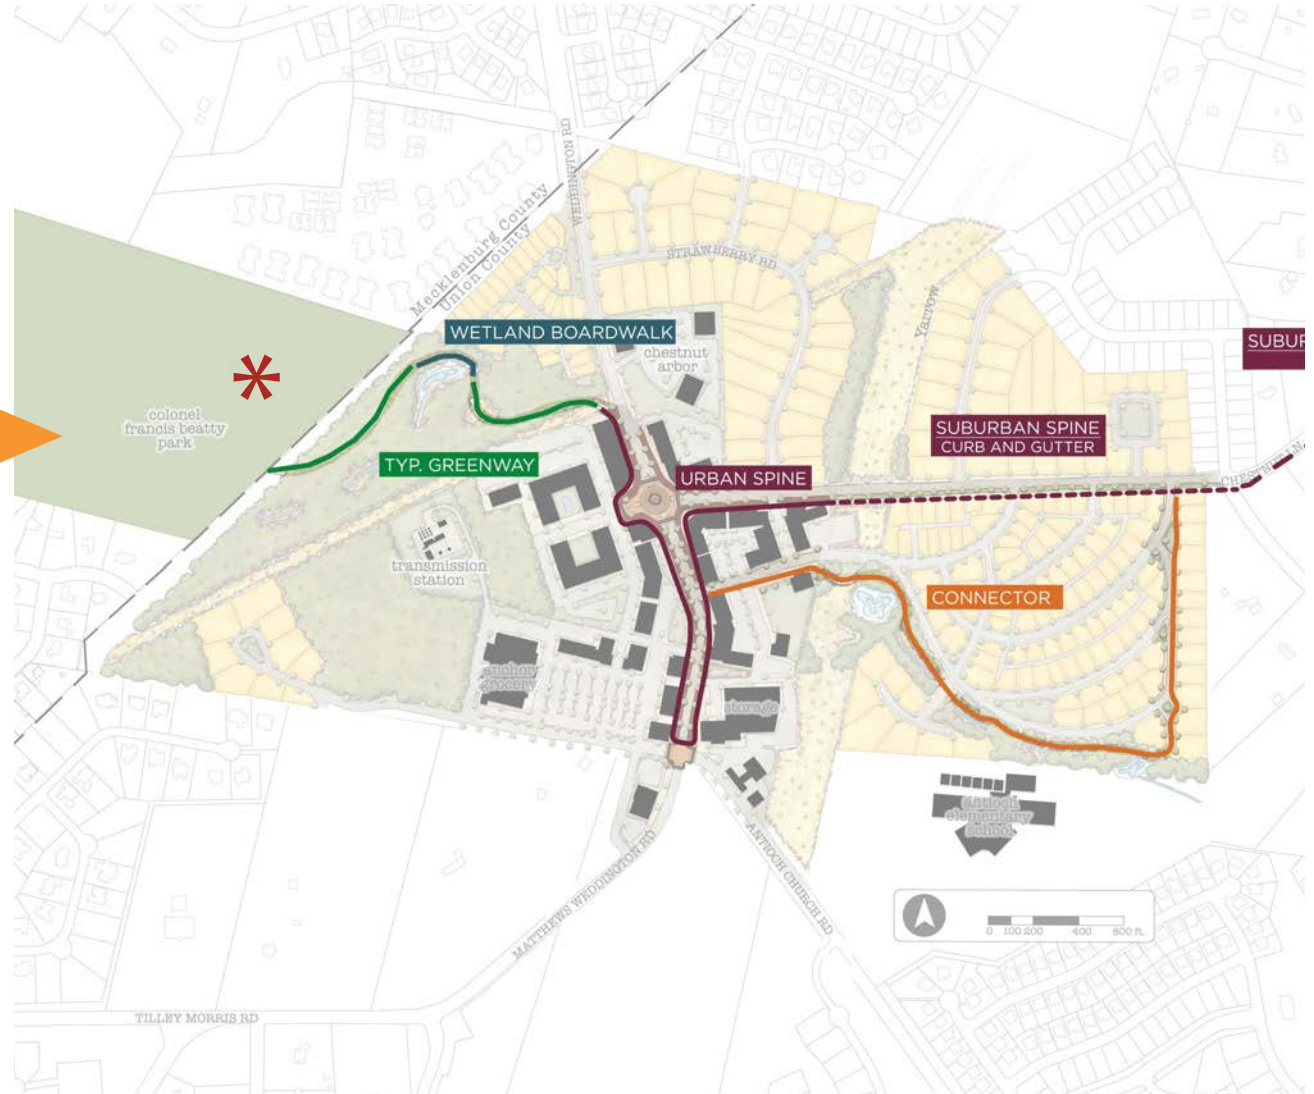 WEDDINGTON RD
Mecklenburg County
Union County
STRAWBERRY RD
Yarrow
WETLAND BOARDWALK
chestnut
arbor
SUBUR
*
colonel
francis beatty
park
SUBURBAN SPINE
CURB AND GUTTER
TYP. GREENWAY
URBAN SPINE
CHESTNUT LN
transmission
station
CONNECTOR
anchor
grocery
storage
antioch
elementary
school
MATTHEWS WEDDINGTON RD
ANTIOCH CHURCH RD
0 100 200 400 800 ft.
TILLEY MORRIS RD